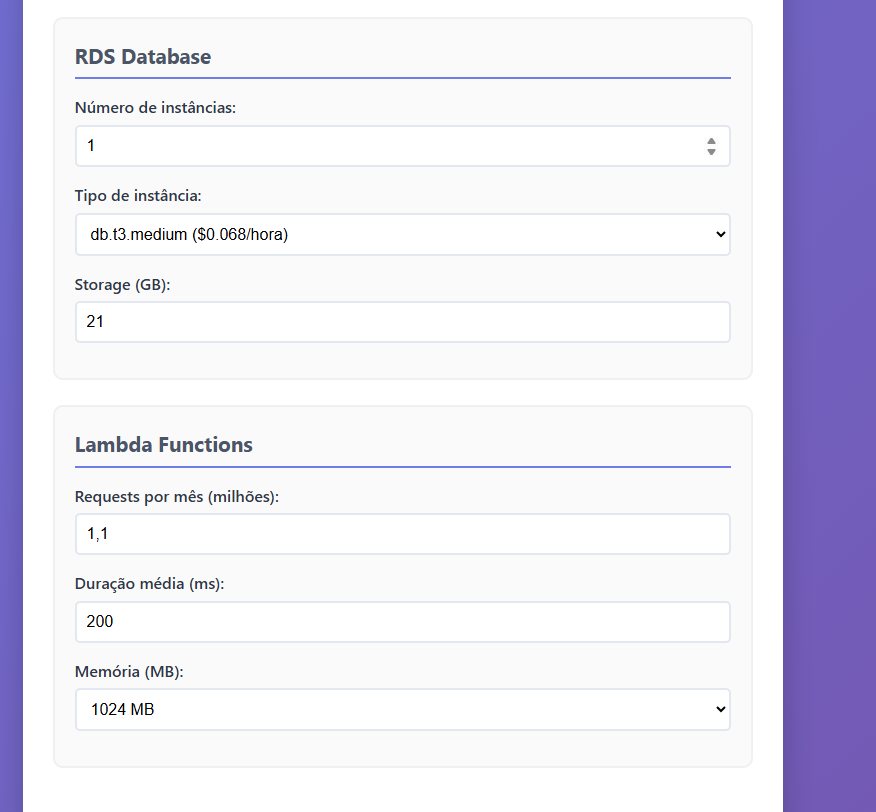 RDS Database
Número de instâncias:
1
Tipo de instância:
db.t3.medium ($0.068/hora)
Storage (GB):
21
Lambda Functions
Requests por mês (milhões):
1,1
Duração média (ms):
200
Memória (MB):
1024 MB